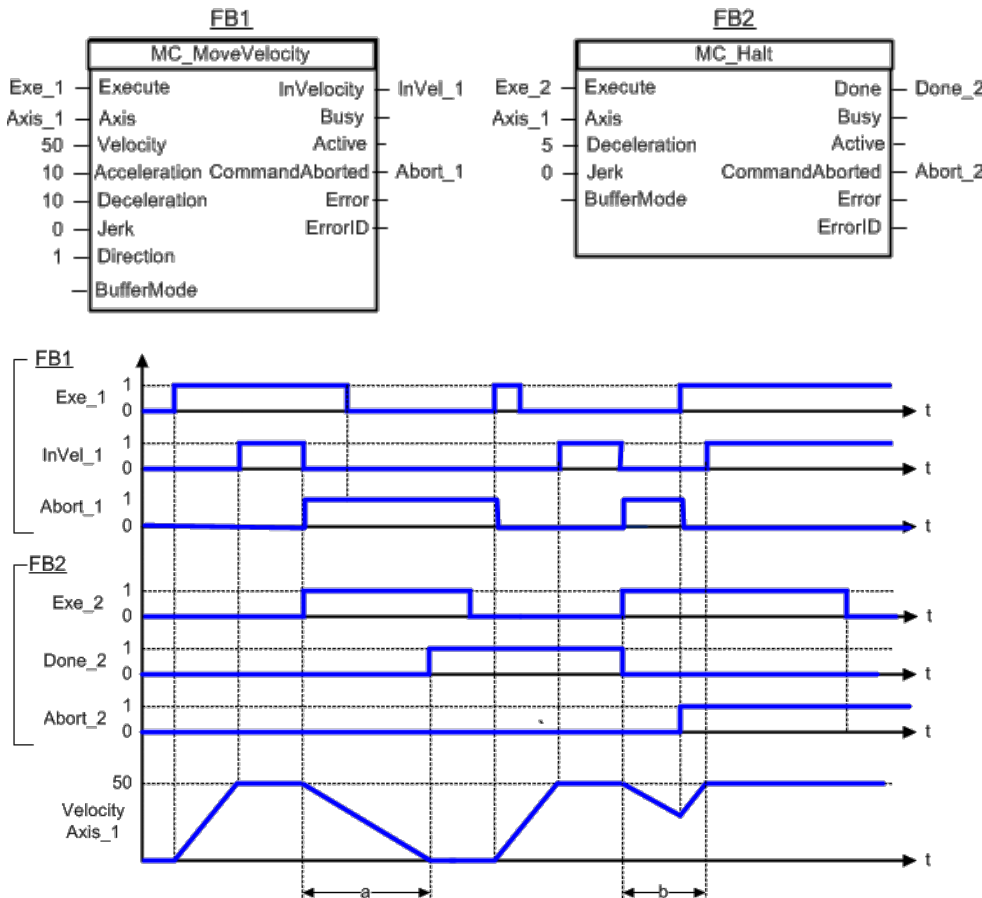 FB1
MC_MoveVelocity
Exe_1 Execute InVelocity InVel_1
Axis_1 Axis Busy
50 Velocity Active
10 Acceleration CommandAborted Abort_1
10 Deceleration Error
0 Jerk ErrorID
1 Direction
BufferMode
FB2
MC_Halt
Exe_2 Execute Done Done_2
Axis_1 Axis Busy
5 Deceleration Active
0 Jerk CommandAborted Abort_2
BufferMode Error
ErrorID
FB1
Exe_1 1
0 t
InVel_1 1
0 t
Abort_1 1
0 t
FB2
Exe_2 1
0 t
Done_2 1
0 t
Abort_2 1
0 t
50
Velocity
Axis_1
t
a b